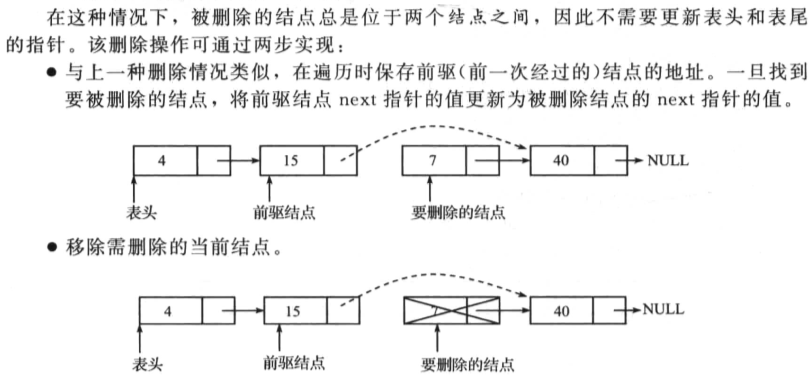 在这种情况下，被删除的结点总是位于两个结点之间，因此不需要更新表头和表尾
的指针。该删除操作可通过两步实现：
● 与上一种删除情况类似，在遍历时保存前驱(前一次经过的)结点的地址。一旦找到
要被删除的结点，将前驱结点 next 指针的值更新为被删除结点的 next 指针的值。
4 15 7 40 NULL
表头 前驱结点 要删除的结点
● 移除需删除的当前结点。
4 15 7 40 NULL
表头 前驱结点 要删除的结点